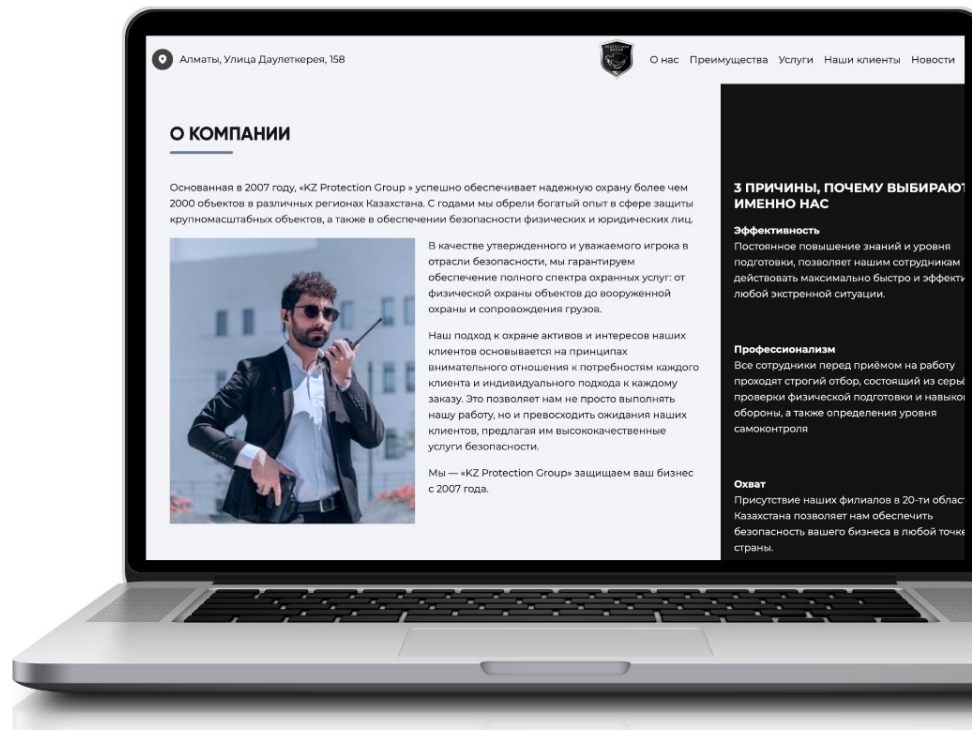 Алматы, Улица Даулеткерея, 158
О нас Преимущества Услуги Наши клиенты Новости
О КОМПАНИИ
Основанная в 2007 году, «KZ Protection Group » успешно обеспечивает надежную охрану более чем
2000 объектов в различных регионах Казахстана. С годами мы обрели богатый опыт в сфере защиты
крупномасштабных объектов, а также в обеспечении безопасности физических и юридических лиц.
В качестве утвержденного и уважаемого игрока в
отрасли безопасности, мы гарантируем
обеспечение полного спектра охранных услуг: от
физической охраны объектов до вооруженной
охраны и сопровождения грузов.
Наш подход к охране активов и интересов наших
клиентов основывается на принципах
внимательного отношения к потребностям каждого
клиента и индивидуального подхода к каждому
заказу. Это позволяет нам не просто выполнять
нашу работу, но и превосходить ожидания наших
клиентов, предлагая им высококачественные
услуги безопасности.
Мы — «KZ Protection Group» защищаем ваш бизнес
с 2007 года.
3 ПРИЧИНЫ, ПОЧЕМУ ВЫБИРАЮТ
ИМЕННО НАС
Эффективность
Постоянное повышение знаний и уровня
подготовки, позволяет нашим сотрудникам
действовать максимально быстро и эффекти
любой экстренной ситуации.
Профессионализм
Все сотрудники перед приёмом на работу
проходят строгий отбор, состоящий из серьё
проверки физической подготовки и навыко
обороны, а также определения уровня
самоконтроля
Охват
Присутствие наших филиалов в 20-ти област
Казахстана позволяет нам обеспечить
безопасность вашего бизнеса в любой точке
страны.